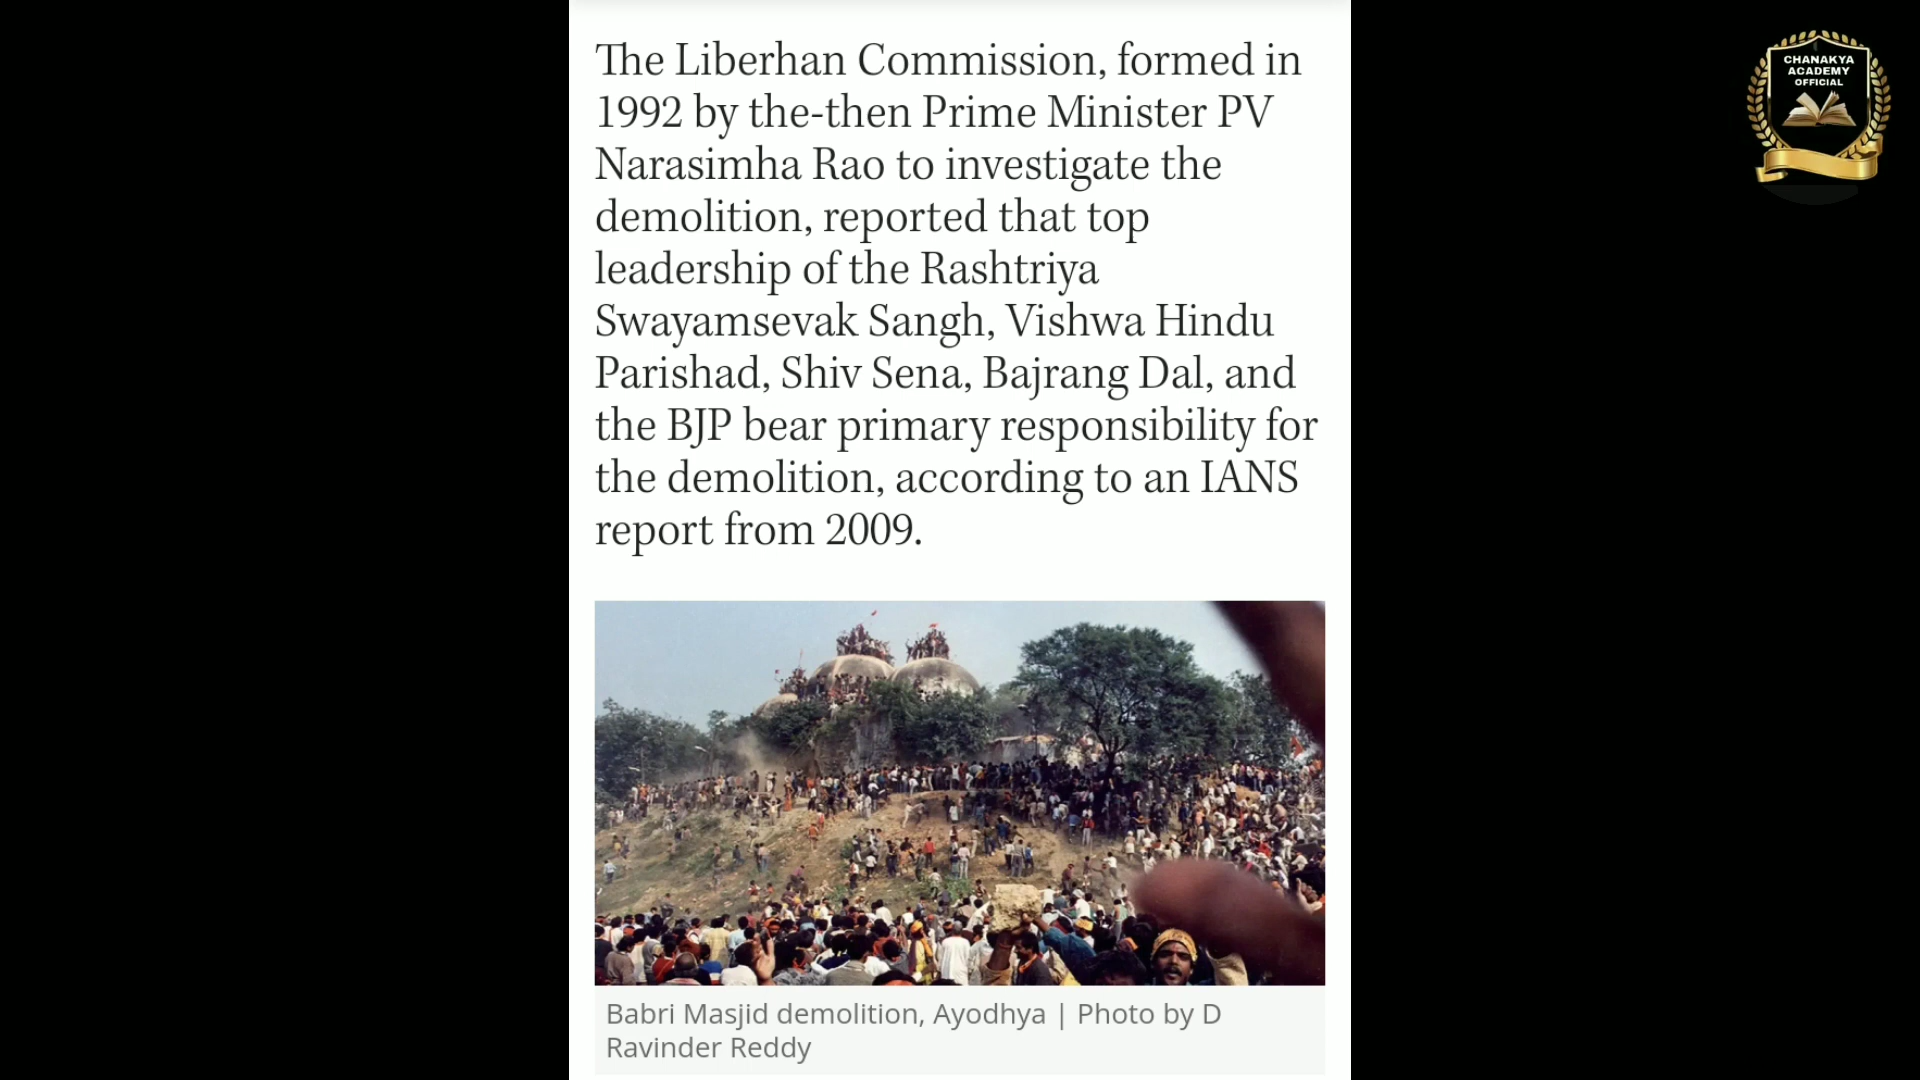 The Liberhan Commission, formed in
1992 by the-then Prime Minister PV
Narasimha Rao to investigate the
demolition, reported that top
leadership of the Rashtriya
Swayamsevak Sangh, Vishwa Hindu
Parishad, Shiv Sena, Bajrang Dal, and
the BJP bear primary responsibility for
the demolition, according to an IANS
report from 2009.
Babri Masjid demolition, Ayodhya | Photo by D
Ravinder Reddy
CHANAKYA
ACADEMY
OFFICIAL